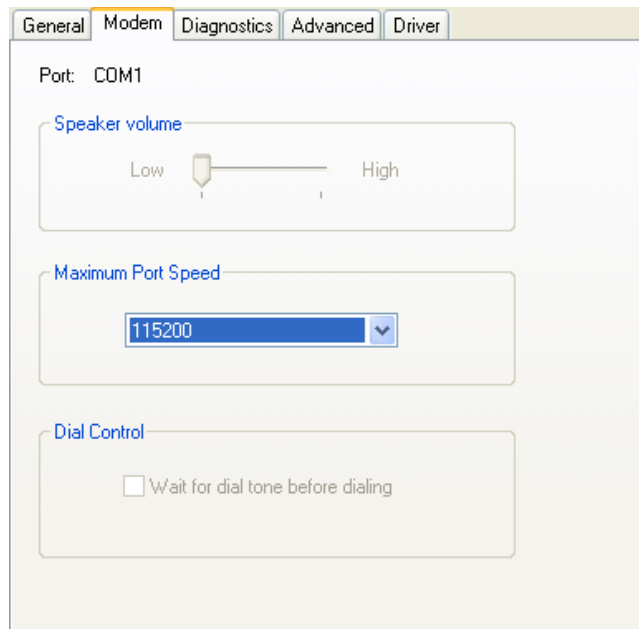 General Modem Diagnostics Advanced Driver
Port: COM1
Speaker volume
Low High
Maximum Port Speed
115200
Dial Control
Wait for dial tone before dialing